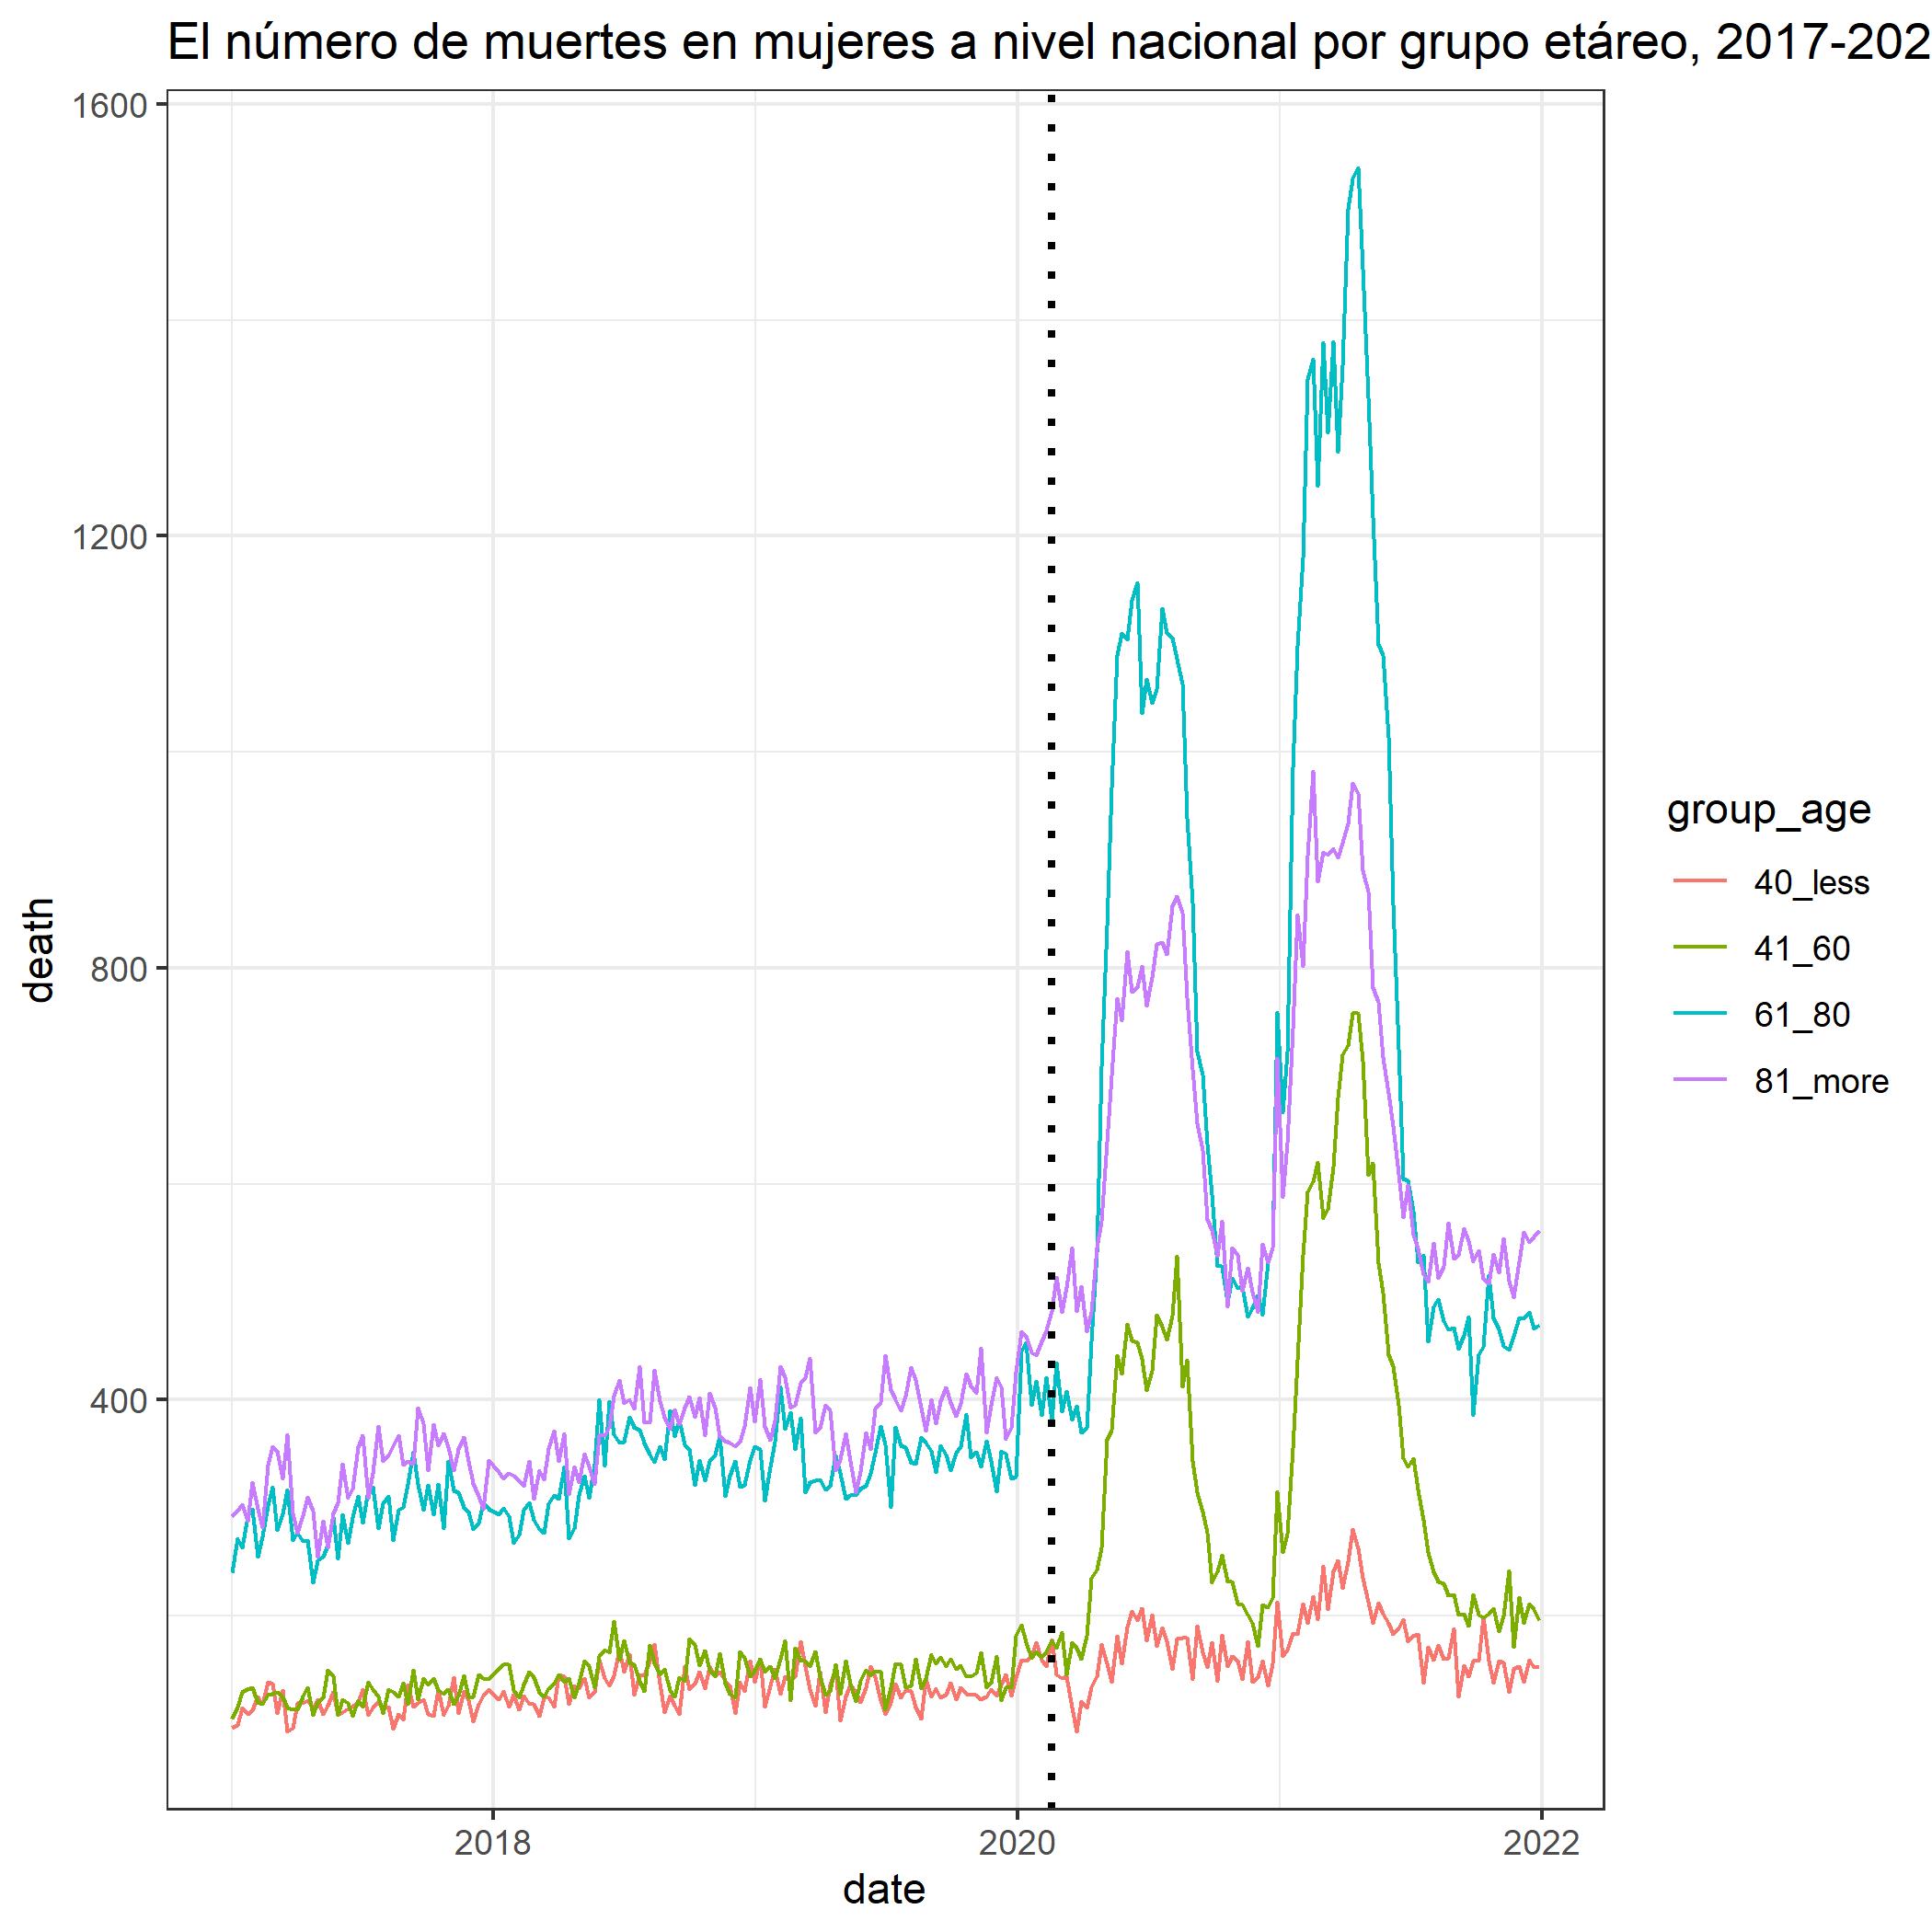 El número de muertes en mujeres a nivel nacional por grupo etáreo, 2017-202
1600
1200
800
400
death
2018
2020
2022
date
group_age
40_less
41_60
61_80
81_more